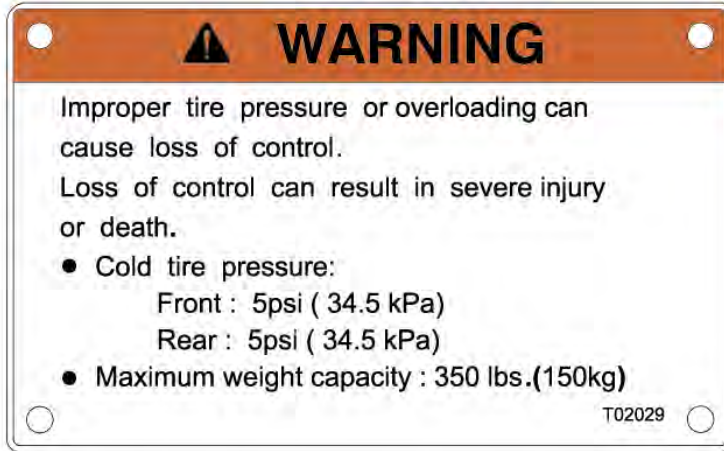 WARNING
Improper tire pressure or overloading can
cause loss of control.
Loss of control can result in severe injury
or death.
● Cold tire pressure:
Front : 5psi ( 34.5 kPa)
Rear : 5psi ( 34.5 kPa)
● Maximum weight capacity : 350 lbs.(150kg)
T02029